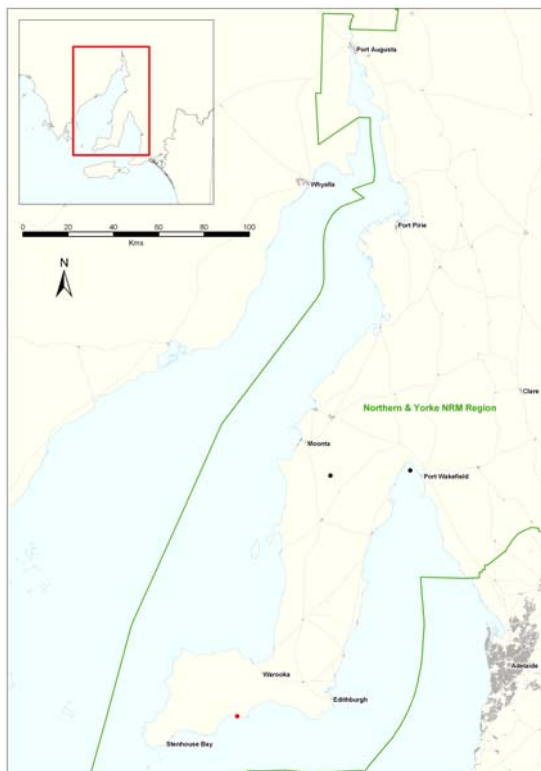 Port Augusta
Whyalla
0 20 40 60 80 100
Kms
Port Pirie
N
Clare
Northern & Yorke NRM Region
Moonta
Port Wakefield
Adelaide
Warooka
Edithburgh
Stenhouse Bay